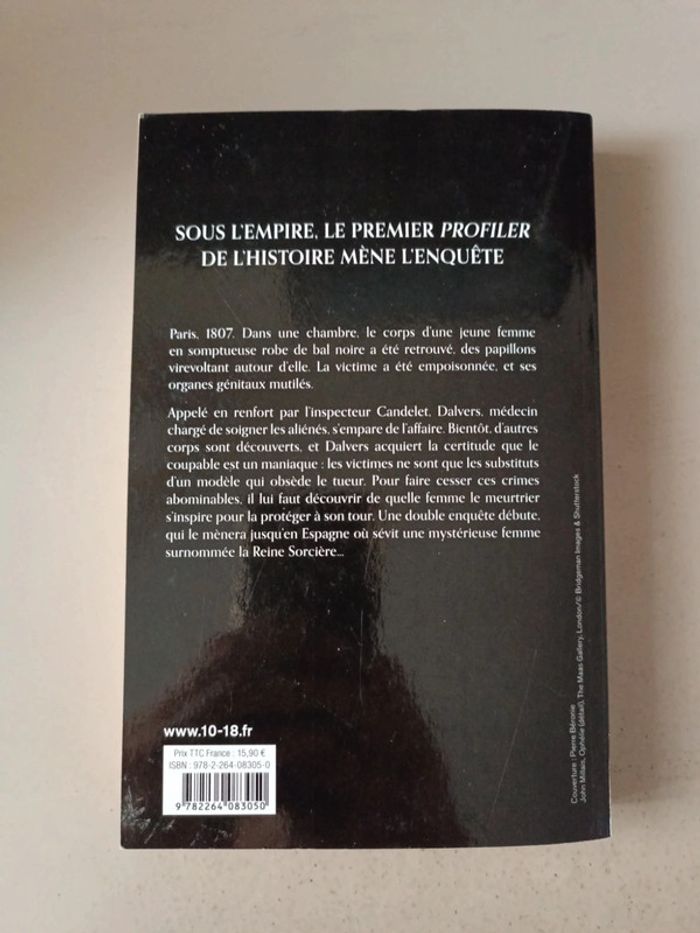 SOUS L'EMPIRE, LE PREMIER PROFILER
DE L'HISTOIRE MÈNE L'ENQUÊTE
Paris, 1807. Dans une chambre, le corps d'une jeune femme
en somptueuse robe de bal noire a été retrouvé, des papillons
virevoltant autour d'elle. La victime a été empoisonnée, et ses
organes génitaux mutilés.
Appelé en renfort par l'inspecteur Candelet, Dalvers, médecin
chargé de soigner les aliénés, s'empare de l'affaire. Bientôt, d'autres
corps sont découverts, et Dalvers acquiert la certitude que le
coupable est un maniaque : les victimes ne sont que les substituts
d'un modèle qui obsède le tueur. Pour faire cesser ces crimes
abominables, il lui faut découvrir de quelle femme le meurtrier
s'inspire pour la protéger à son tour. Une double enquête débute,
qui le mènera jusqu'en Espagne où sévit une mystérieuse femme
surnommée la Reine Sorcière...
www.10-18.fr
Prix TTC France : 15,90 €
ISBN : 978-2-264-08305-0
9 782264 083050
Couverture : Pierre Béronie
John Millais, Ophélie (détail), The Maas Gallery, London/© Bridgeman Images & Shutterstock